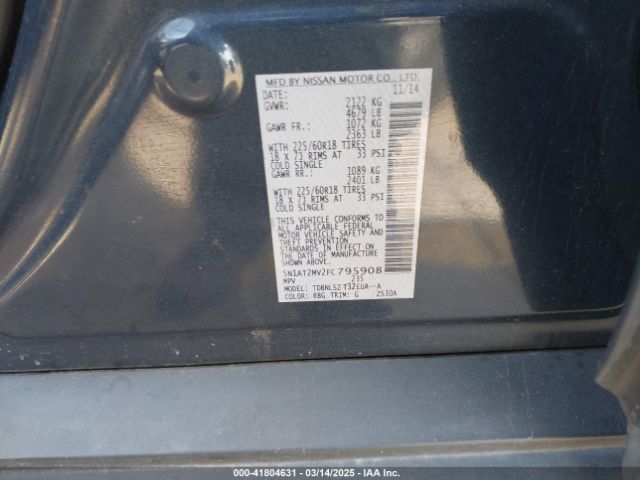 MFD BY NISSAN MOTOR CO., LTD.
DATE: 11/14
GVWR: 2122 KG
4679 LB
GAWR FR.: 1072 KG
2363 LB
WITH 225/60R18 TIRES
18 X 7J RIMS AT 33 PSI
COLD SINGLE
GAWR RR.: 1089 KG
2401 LB
WITH 225/60R18 TIRES
18 X 7J RIMS AT 33 PSI
COLD SINGLE
THIS VEHICLE CONFORMS TO
ALL APPLICABLE FEDERAL
MOTOR VEHICLE SAFETY AND
THEFT PREVENTION
STANDARDS IN EFFECT ON
THE DATE OF MANUFACTURE
SHOWN ABOVE.
5N1AT2MV2FC795908
MPV 235
MODEL: TDBNLSZ T32EUA--A
COLOR: RBG TRIM: G 2530A
000-41804631 - 03/14/2025 - IAA Inc.